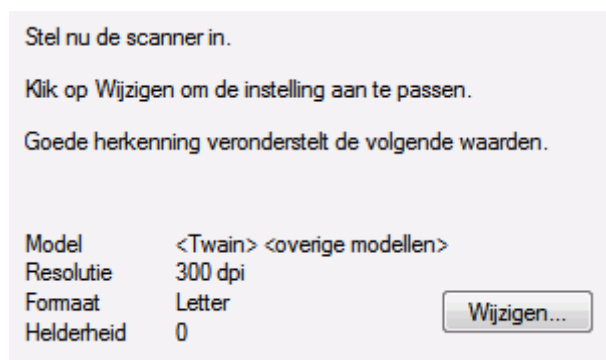 Stel nu de scanner in.
Klik op Wijzigen om de instelling aan te passen.
Goede herkenning veronderstelt de volgende waarden.
Model <Twain> <overige modellen>
Resolutie 300 dpi
Formaat Letter
Helderheid 0
Wijzigen...